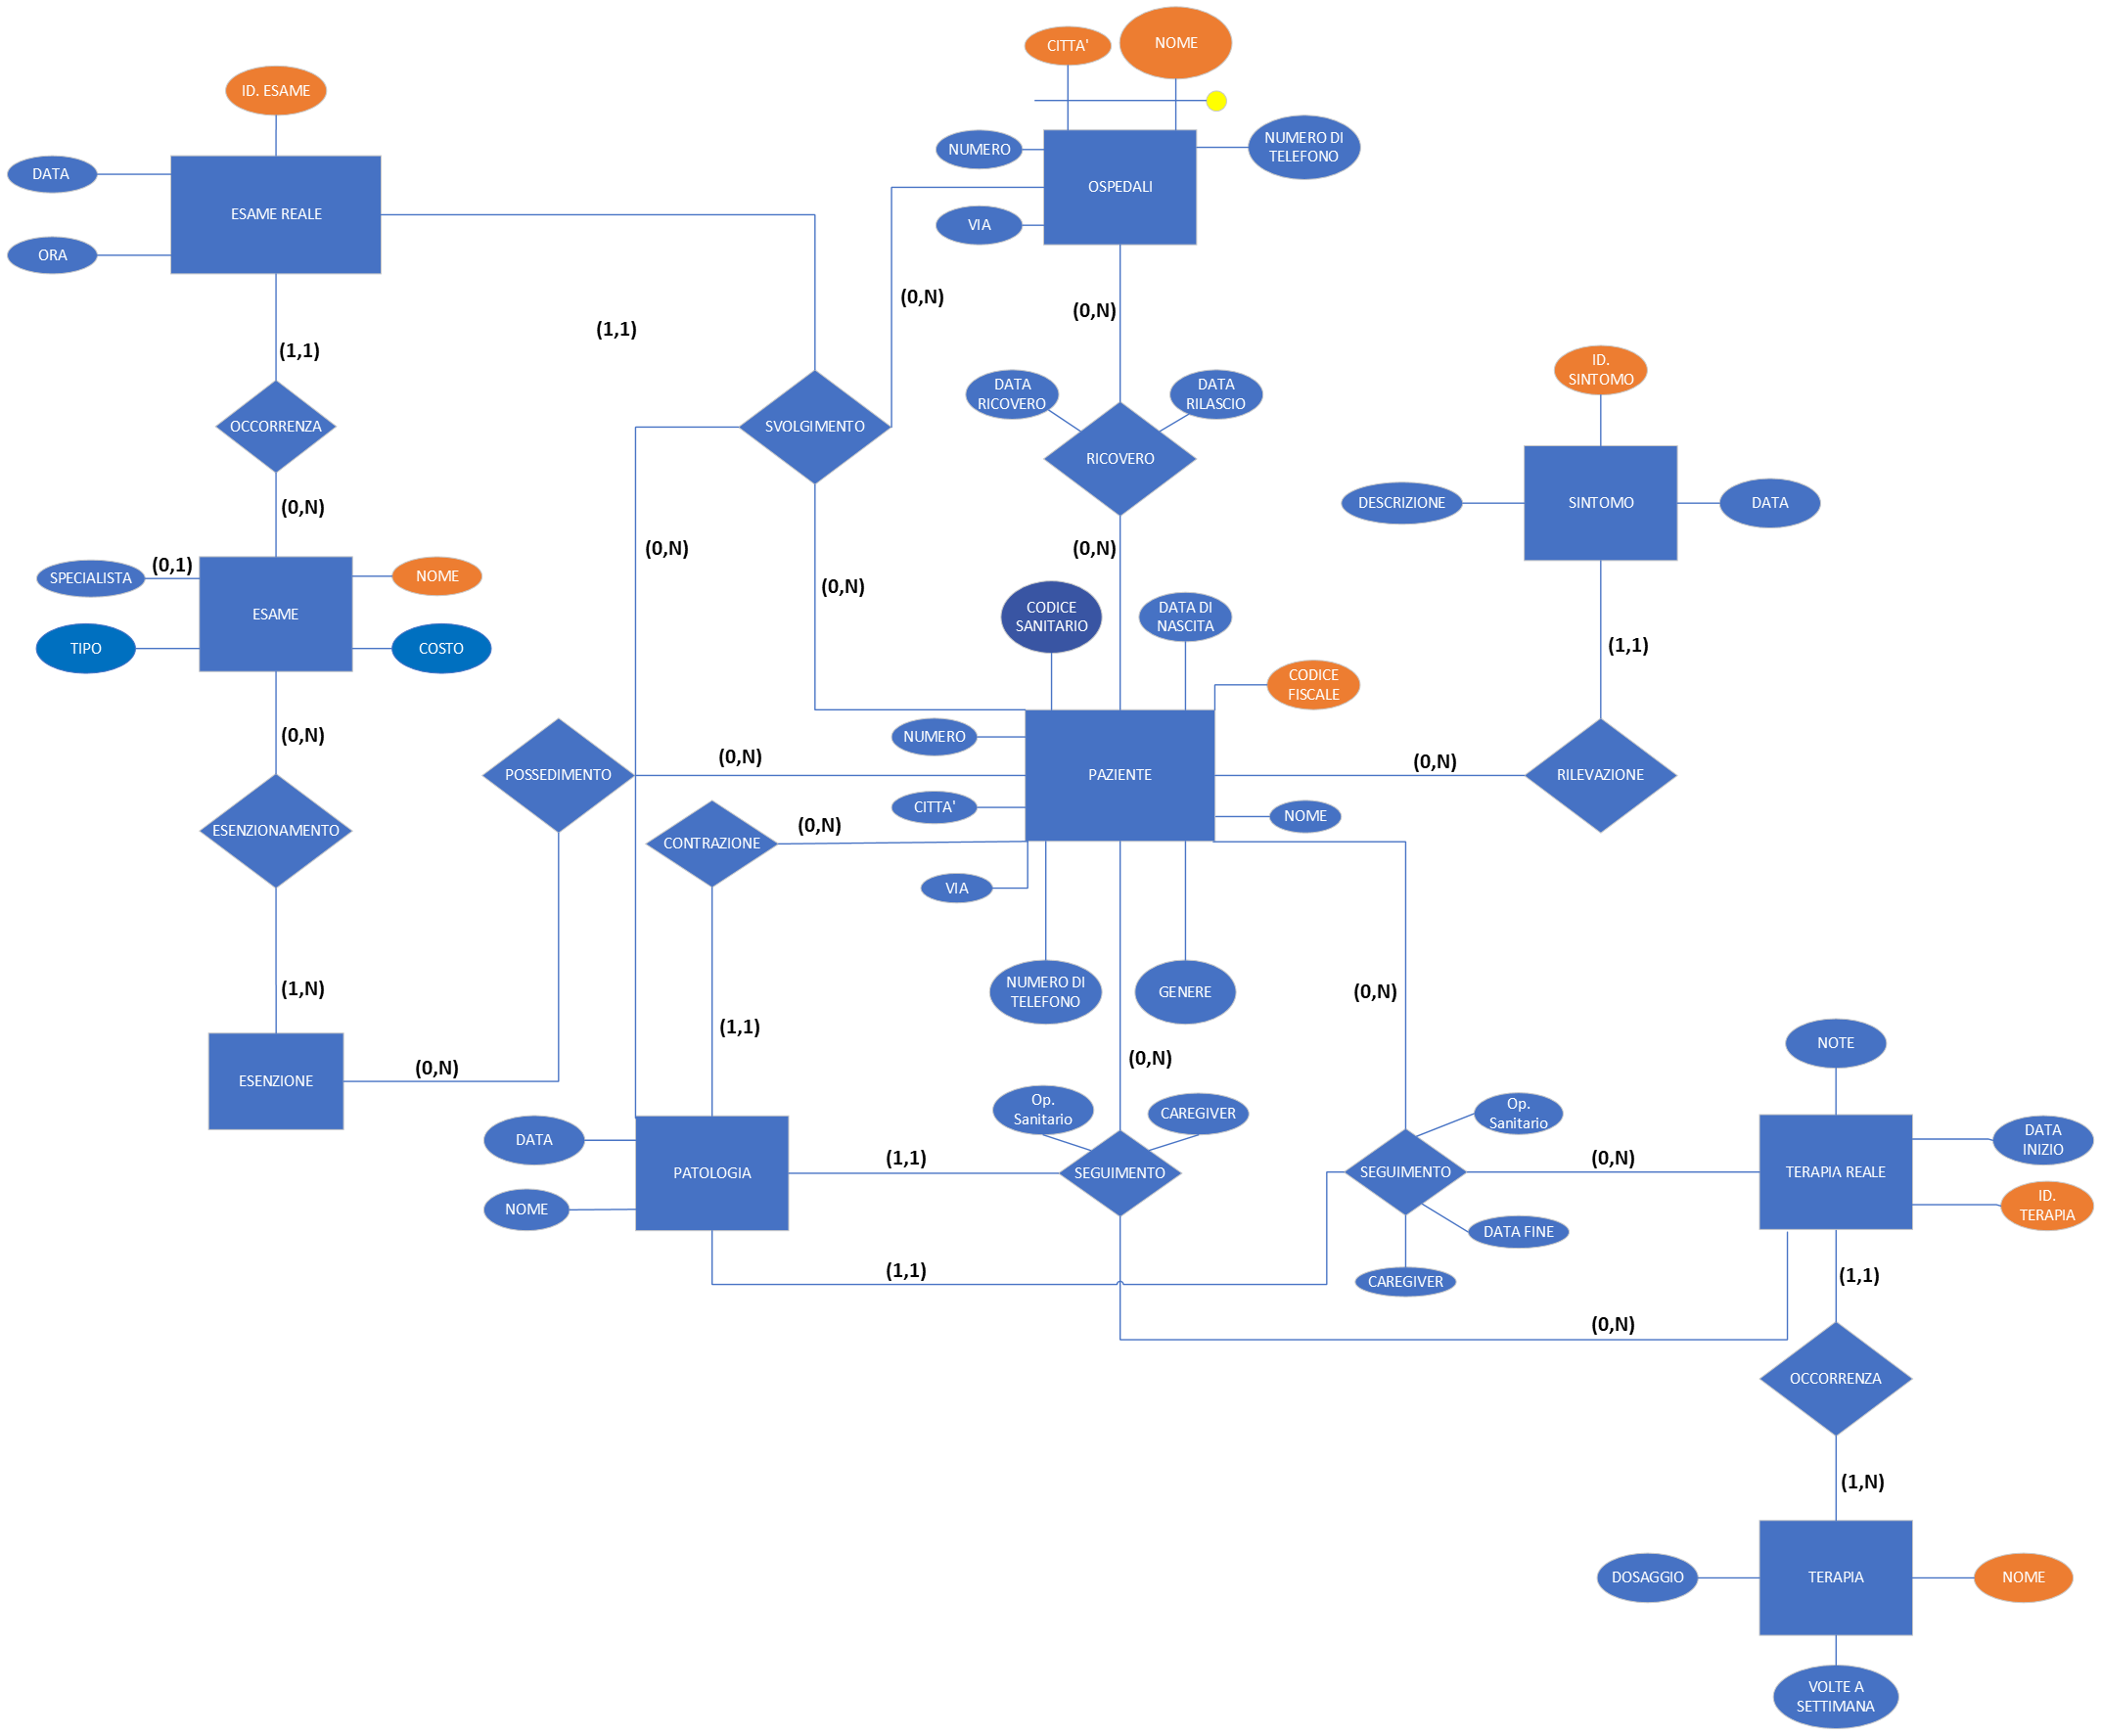 CITTA'
NOME
ID. ESAME
NUMERO
NUMERO DI
TELEFONO
DATA
OSPEDALI
ESAME REALE
VIA
ORA
(0,N)
(0,N)
(1,1)
(1,1)
ID.
SINTOMO
DATA
RICOVERO
DATA
RILASCIO
OCCORRENZA
SVOLGIMENTO
RICOVERO
(0,N)
DESCRIZIONE
SINTOMO
DATA
(0,N)
(0,N)
SPECIALISTA
(0,1)
NOME
(0,N)
ESAME
CODICE
SANITARIO
DATA DI
NASCITA
TIPO
COSTO
(1,1)
CODICE
FISCALE
(0,N)
NUMERO
(0,N)
(0,N)
POSSEDIMENTO
PAZIENTE
RILEVAZIONE
CITTA'
NOME
ESENZIONAMENTO
(0,N)
CONTRAZIONE
VIA
(1,N)
NUMERO DI
TELEFONO
GENERE
(0,N)
(1,1)
NOTE
(0,N)
(0,N)
ESENZIONE
Op.
Sanitario
CAREGIVER
Op.
Sanitario
DATA
DATA
INIZIO
(1,1)
(0,N)
PATOLOGIA
SEGUIMENTO
SEGUIMENTO
TERAPIA REALE
NOME
ID.
TERAPIA
DATA FINE
(1,1)
CAREGIVER
(1,1)
(0,N)
OCCORRENZA
(1,N)
DOSAGGIO
TERAPIA
NOME
VOLTE A
SETTIMANA